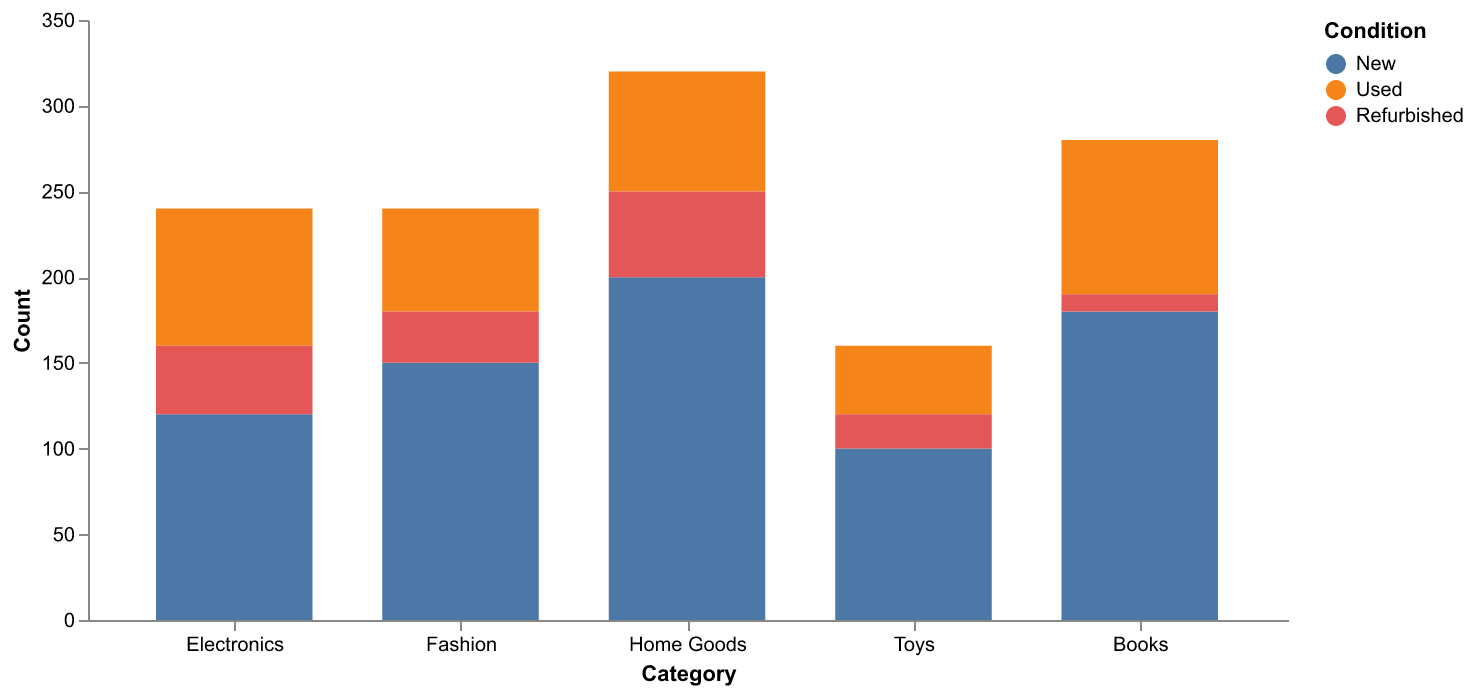 350
300
250
200
150
100
50
0
Count
Electronics
Fashion
Home Goods
Toys
Books
Category
Condition
New
Used
Refurbished